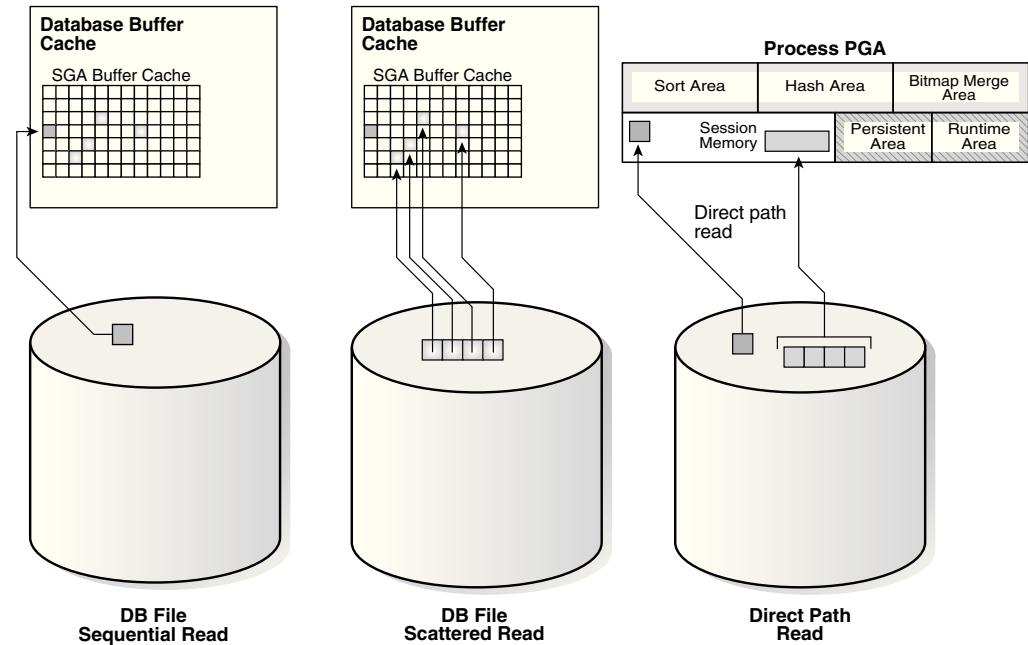 Database Buffer
Cache
SGA Buffer Cache
Database Buffer
Cache
SGA Buffer Cache
Process PGA
Sort Area
Hash Area
Bitmap Merge
Area
Session
Memory
Persistent
Area
Runtime
Area
Direct path
read
DB File
Sequential Read
DB File
Scattered Read
Direct Path
Read